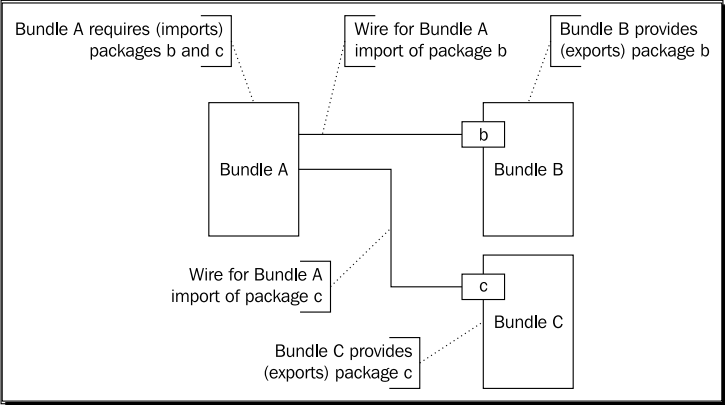 Bundle A requires (imports)
packages b and c
Wire for Bundle A
import of package b
Bundle B provides
(exports) package b
b
Bundle A
Bundle B
Wire for Bundle A
import of package c
c
Bundle C
Bundle C provides
(exports) package c